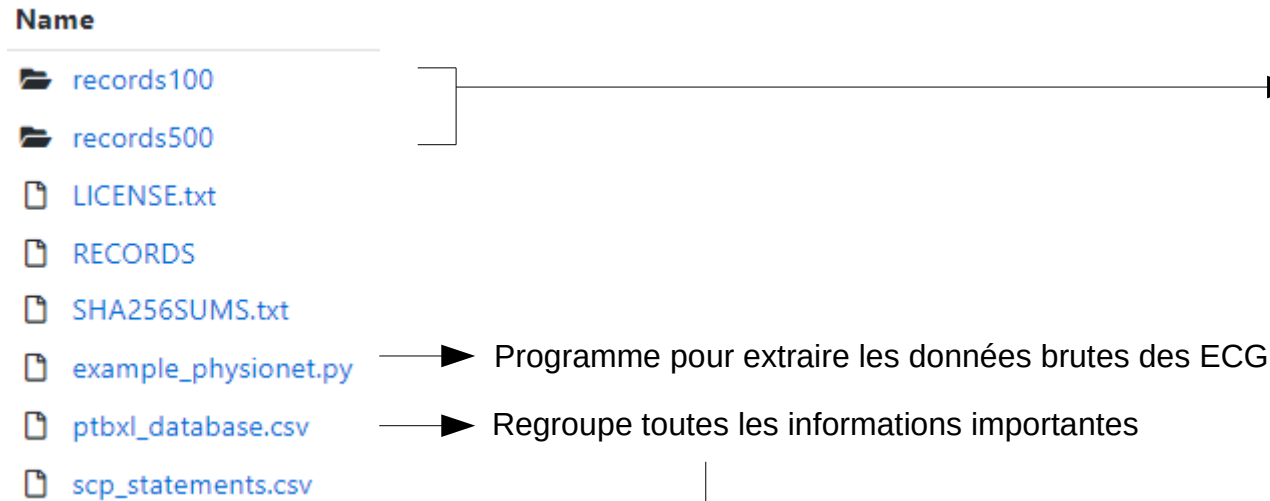 Name
records100
records500
LICENSE.txt
RECORDS
SHA256SUMS.txt
example_physionet.py
Programme pour extraire les données brutes des ECG
ptbxl_database.csv
Regroupe toutes les informations importantes
scp_statements.csv